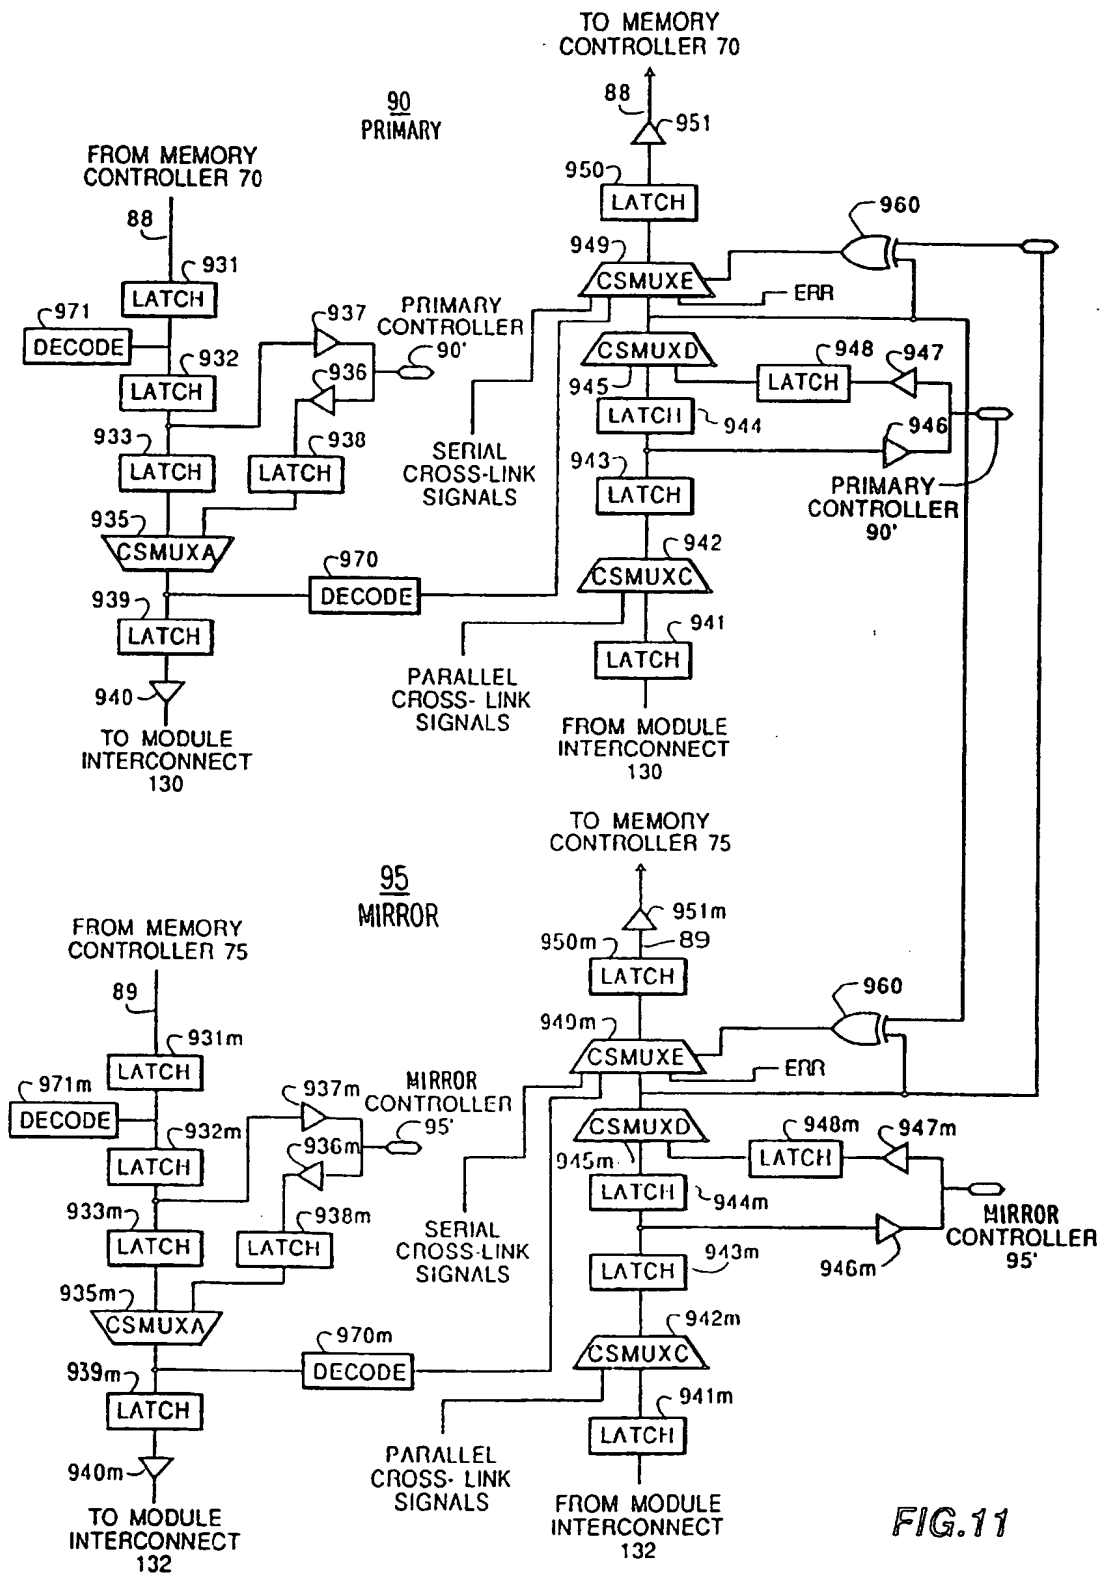 TO MEMORY
CONTROLLER 70
90
PRIMARY
88
951
FROM MEMORY
CONTROLLER 70
950
LATCH
960
88
949
CSMUXE
931
LATCH
ERR
971
DECODE
937
PRIMARY
CONTROLLER
90'
CSMUXD
948
947
932
LATCH
936
945
LATCH
LATCH
944
946
933
938
SERIAL
CROSS-LINK
SIGNALS
943
LATCH
LATCH
LATCH
PRIMARY
CONTROLLER
90'
935
CSMUXA
970
DECODE
942
CSMUXC
939
LATCH
941
LATCH
940
PARALLEL
CROSS- LINK
SIGNALS
TO MODULE
INTERCONNECT
130
FROM MODULE
INTERCONNECT
130
TO MEMORY
CONTROLLER 75
95
MIRROR
951m
FROM MEMORY
CONTROLLER 75
950m
89
LATCH
89
960
949m
CSMUXE
931m
LATCH
ERR
971m
DECODE
937m
MIRROR
CONTROLLER
95'
CSMUXD
948m
947m
932m
LATCH
936m
945m
LATCH
LATCH
944m
933m
938m
SERIAL
CROSS-LINK
SIGNALS
MIRROR
CONTROLLER
95'
LATCH
LATCH
943m
LATCH
946m
935m
CSMUXA
970m
DECODE
942m
CSMUXC
939m
LATCH
941m
LATCH
940m
PARALLEL
CROSS- LINK
SIGNALS
TO MODULE
INTERCONNECT
132
FROM MODULE
INTERCONNECT
132
FIG.11